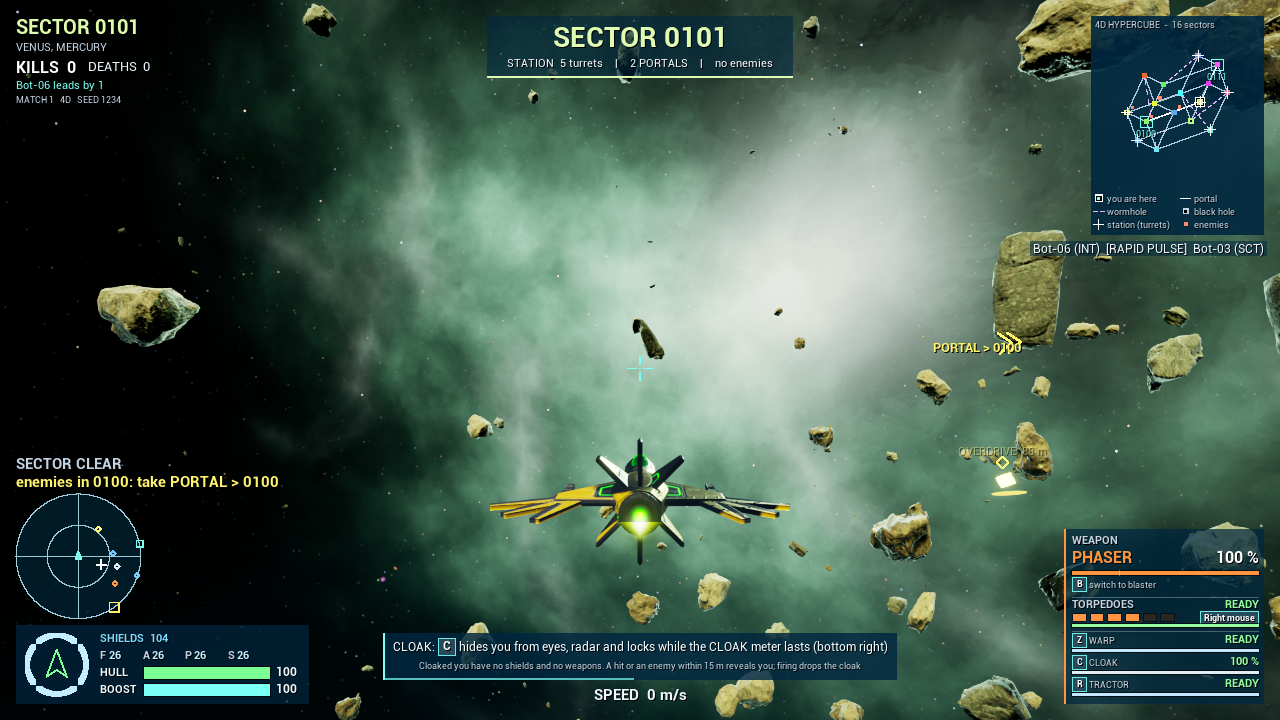 SECTOR 0101
VENUS, MERCURY
KILLS 0 DEATHS 0
Bot-06 leads by 1
MATCH 1 4D SEED 1234
SECTOR 0101
STATION 5 turrets | 2 PORTALS | no enemies
4D HYPERCUBE - 16 sectors
0100
you are here
portal
wormhole
black hole
station (turrets)
enemies
Bot-06 (INT) [RAPID PULSE] Bot-03 (SCT)
PORTAL > 0100
OVERDRIVE 88 m
SECTOR CLEAR
enemies in 0100: take PORTAL > 0100
SHIELDS 104
F 26 A 26 P 26 S 26
HULL 100
BOOST 100
CLOAK: C hides you from eyes, radar and locks while the CLOAK meter lasts (bottom right)
Cloaked you have no shields and no weapons. A hit or an enemy within 15 m reveals you; firing drops the cloak
SPEED 0 m/s
WEAPON
PHASER 100 %
B switch to blaster
TORPEDOES READY
Right mouse
Z WARP READY
C CLOAK 100 %
R TRACTOR READY